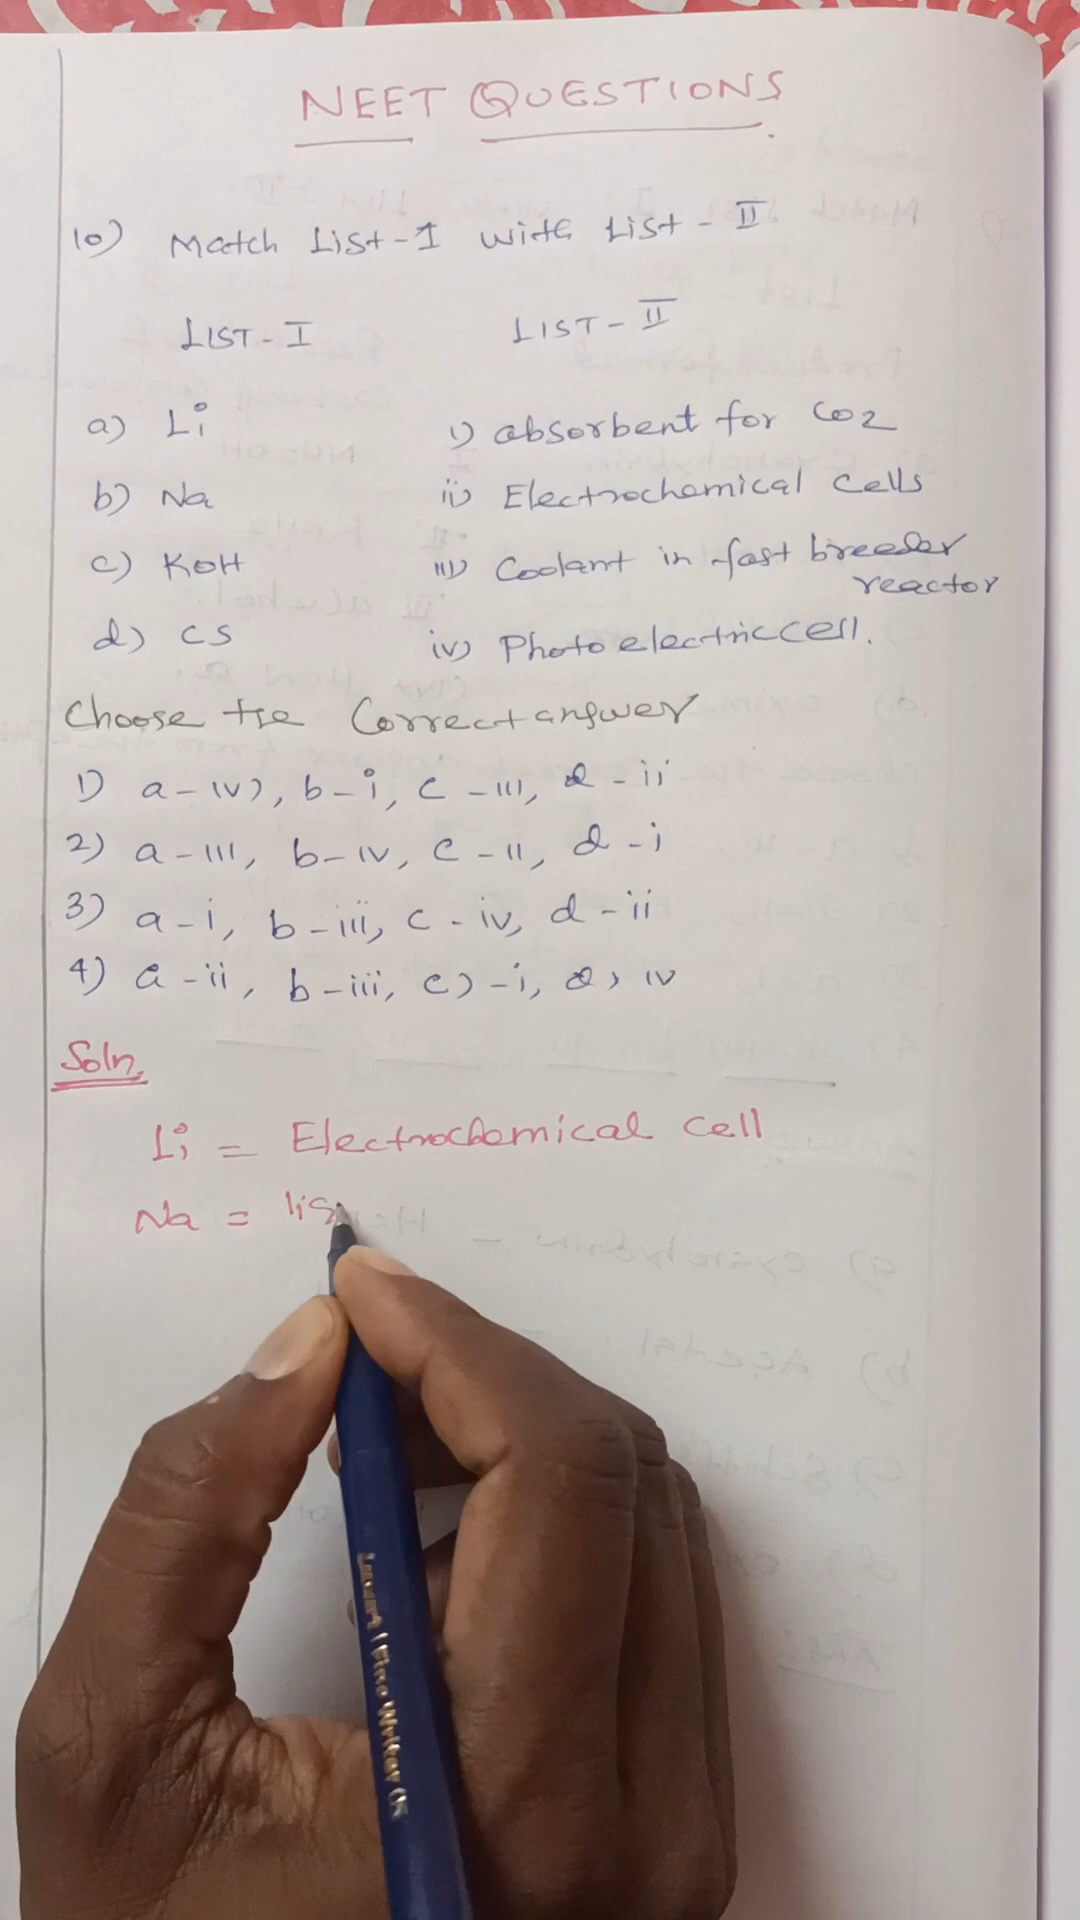 NEET QUESTIONS
10) Match List-I with List-II
LIST-I LIST-II
a) Li i) absorbent for CO2
b) Na ii) Electrochemical Cells
c) KOH iii) Coolant in fast breeder reactor
d) CS iv) Photo electric cell.
Choose the Correct answer
1) a-iv), b-i, c-III, d-ii
2) a-III, b-IV, c-II, d-i
3) a-i, b-iii, c-iv, d-ii
4) a-ii, b-iii, c)-i, d) iv
Soln,
Li = Electrochemical cell
Na = liq